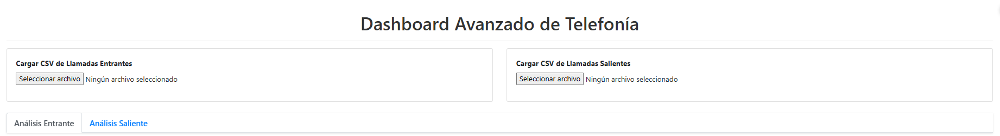 Dashboard Avanzado de Telefonía
Cargar CSV de Llamadas Entrantes
Seleccionar archivo Ningún archivo seleccionado
Cargar CSV de Llamadas Salientes
Seleccionar archivo Ningún archivo seleccionado
Análisis Entrante
Análisis Saliente